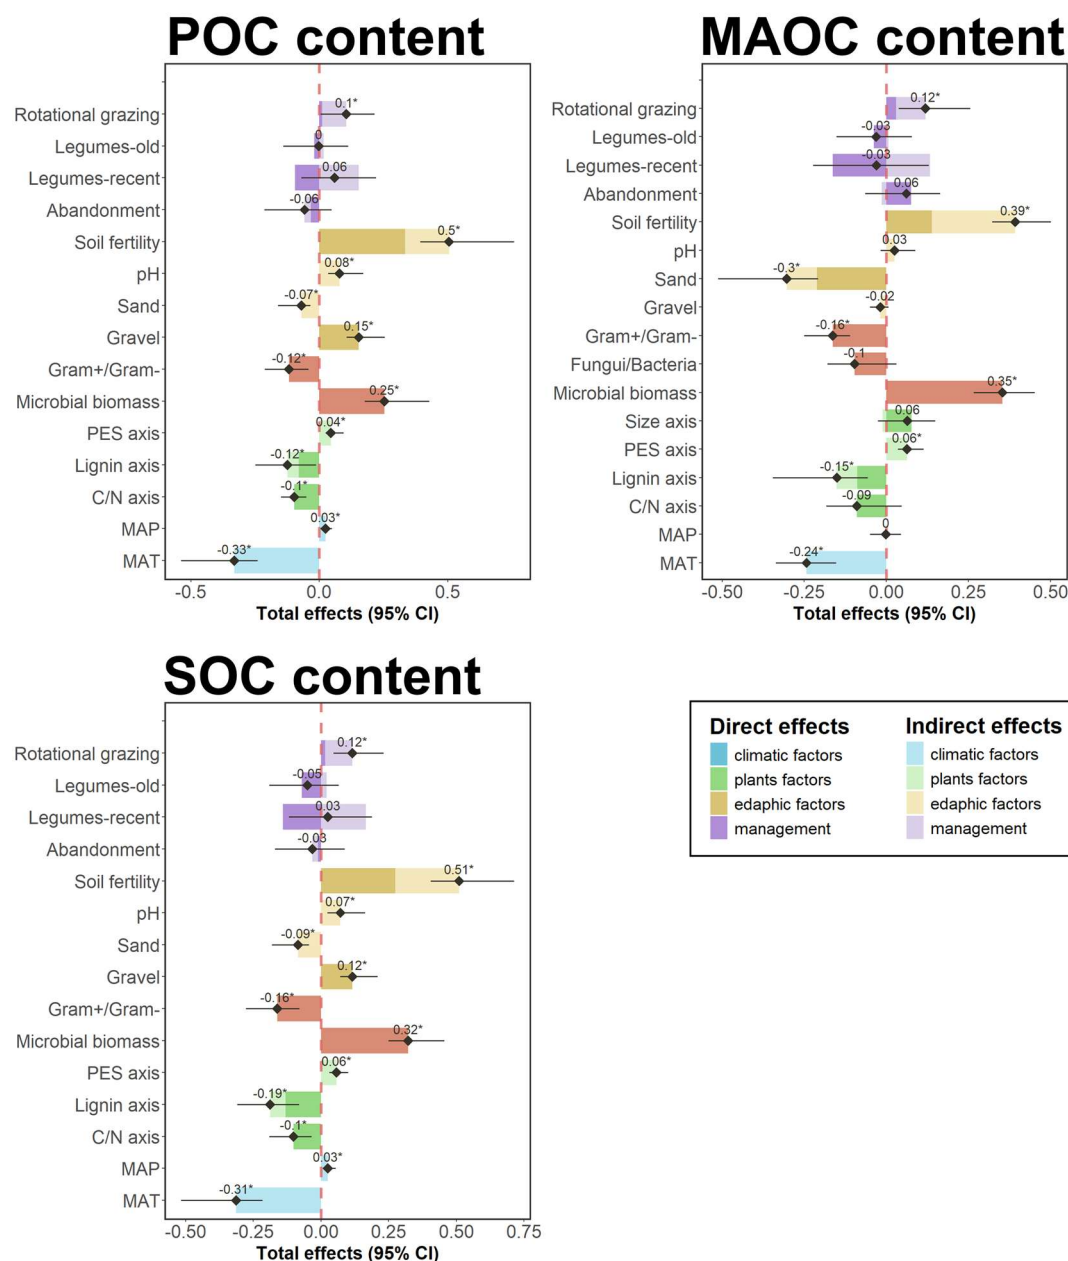 POC content
Rotational grazing 0.1*
Legumes-old 0
Legumes-recent 0.06
Abandonment -0.06
Soil fertility 0.5*
pH 0.08*
Sand -0.07*
Gravel 0.15*
Gram+/Gram- -0.12*
Microbial biomass 0.25*
PES axis 0.04*
Lignin axis -0.12*
C/N axis -0.1*
MAP 0.03*
MAT -0.33*
-0.5 0.0 0.5
Total effects (95% CI)
MAOC content
Rotational grazing 0.12*
Legumes-old -0.03
Legumes-recent -0.03
Abandonment 0.06
Soil fertility 0.39*
pH 0.03
Sand -0.3*
Gravel -0.02
Gram+/Gram- -0.16*
Fungui/Bacteria -0.1
Microbial biomass 0.35*
Size axis 0.06
PES axis 0.06*
Lignin axis -0.15*
C/N axis -0.09
MAP 0
MAT -0.24*
-0.50 -0.25 0.00 0.25 0.50
Total effects (95% CI)
SOC content
Rotational grazing 0.12*
Legumes-old -0.05
Legumes-recent 0.03
Abandonment -0.03
Soil fertility 0.51*
pH 0.07*
Sand -0.09*
Gravel 0.12*
Gram+/Gram- -0.16*
Microbial biomass 0.32*
PES axis 0.06*
Lignin axis -0.19*
C/N axis -0.1*
MAP 0.03*
MAT -0.31*
-0.50 -0.25 0.00 0.25 0.50 0.75
Total effects (95% CI)
Direct effects Indirect effects
climatic factors climatic factors
plants factors plants factors
edaphic factors edaphic factors
management management